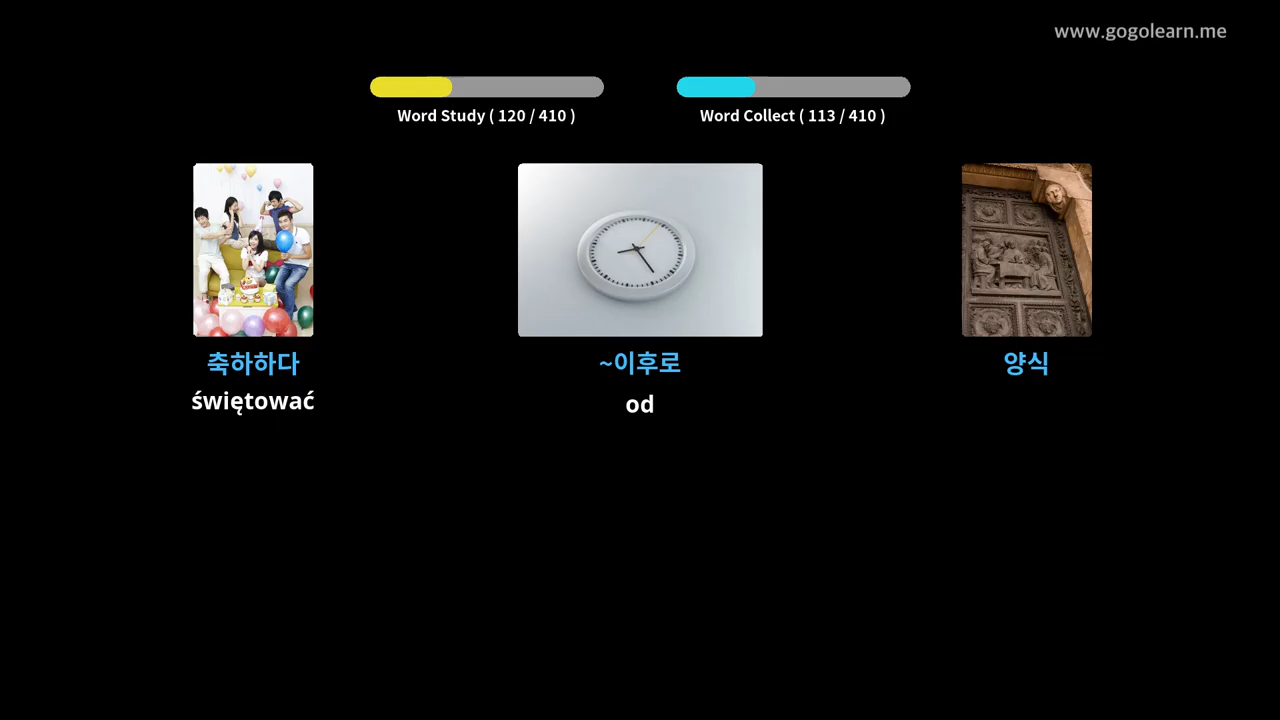 www.gogolearn.me
Word Study ( 120 / 410 )
Word Collect ( 113 / 410 )
축하하다
świętować
~이후로
od
양식